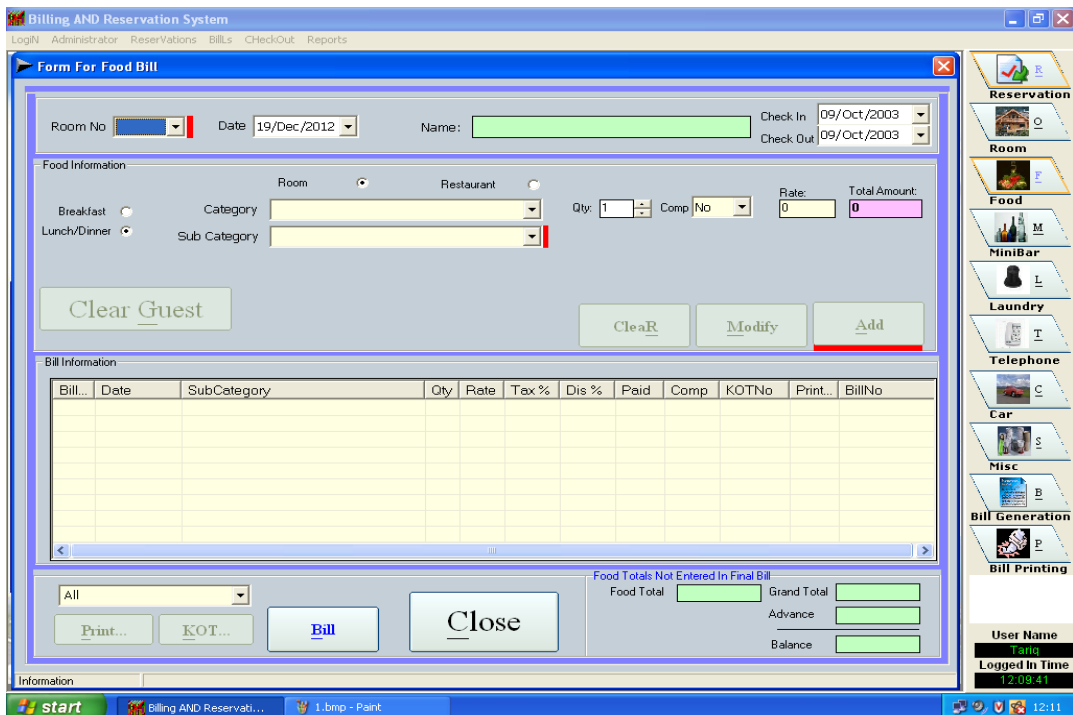 Billing AND Reservation System
LogiN Administrator ReserVations BillLs CHeckOut Reports
Form For Food Bill
Room No Date 19/Dec/2012 Name: Check In 09/Oct/2003
Check Out 09/Oct/2003
Food Information
Room Restaurant
Breakfast Category Qty: 1 Comp No Rate: 0 Total Amount: 0
Lunch/Dinner Sub Category
Clear Guest
CleaR Modify Add
Bill Information
Bill... Date SubCategory Qty Rate Tax % Dis % Paid Comp KOTNo Print... BillNo
Food Totals Not Entered In Final Bill
All Food Total Grand Total
Print... KOT... Bill Close Advance
Balance
Information
R
Reservation
O
Room
F
Food
M
MiniBar
L
Laundry
T
Telephone
C
Car
S
Misc
B
Bill Generation
P
Bill Printing
User Name
Tariq
Logged In Time
12:09:41
start Billing AND Reservati... 1.bmp - Paint 12:11